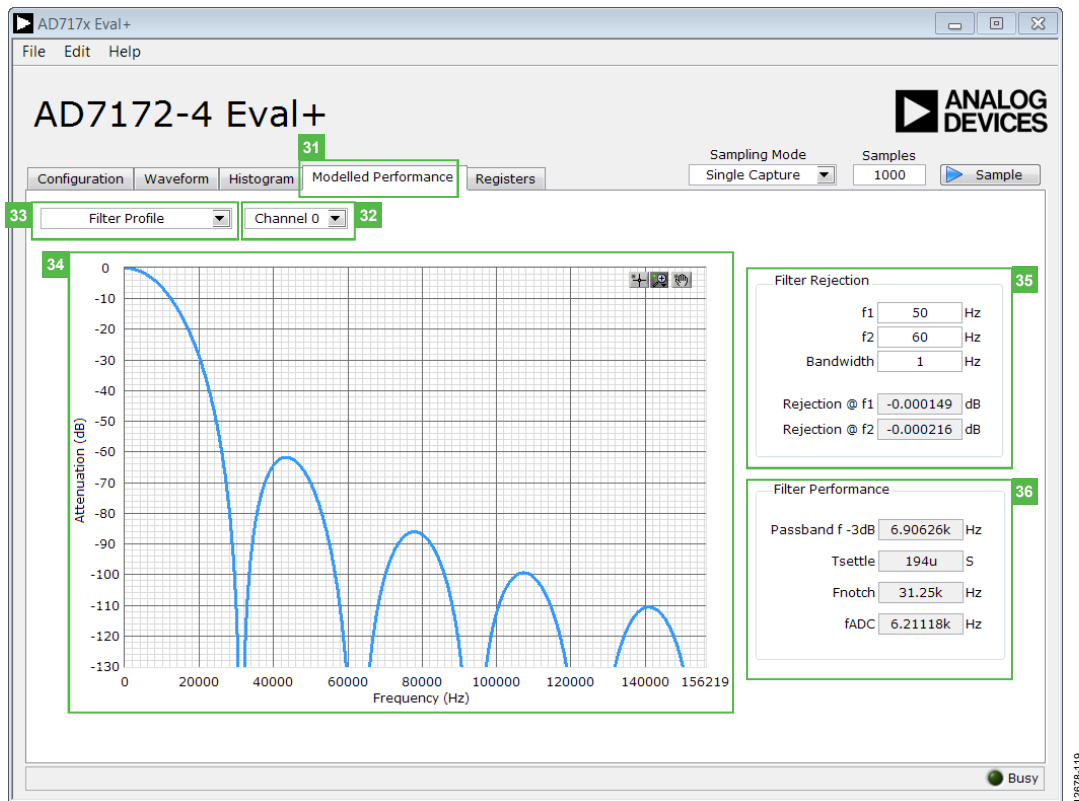 AD717x Eval+
File Edit Help
AD7172-4 Eval+
ANALOG
DEVICES
31
Sampling Mode
Samples
Configuration Waveform Histogram Modelled Performance Registers
Single Capture
1000
Sample
33
Filter Profile
Channel 0
32
34
0
-10
-20
-30
-40
-50
-60
-70
-80
-90
-100
-110
-120
-130
Attenuation (dB)
0 20000 40000 60000 80000 100000 120000 140000 156219
Frequency (Hz)
Filter Rejection
35
f1 50 Hz
f2 60 Hz
Bandwidth 1 Hz
Rejection @ f1 -0.000149 dB
Rejection @ f2 -0.000216 dB
Filter Performance
36
Passband f -3dB 6.90626k Hz
Tsettle 194u S
Fnotch 31.25k Hz
fADC 6.21118k Hz
Busy
12678-119